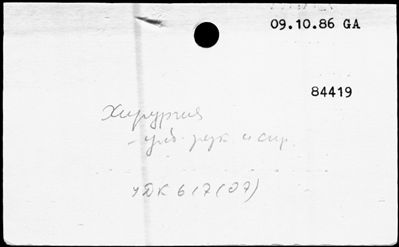 09.10.86 GA
84419
Хирургия
- учеб. рук. и спр.
УДК 617(07)